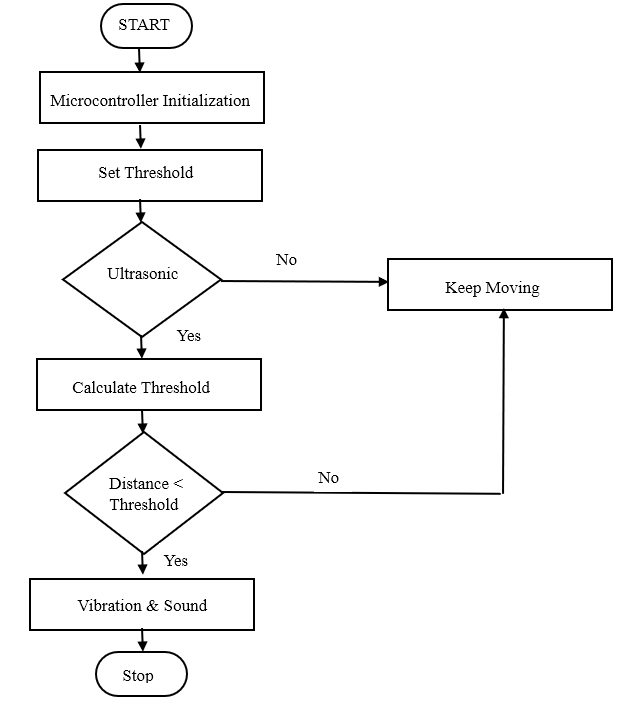 START
Microcontroller Initialization
Set Threshold
Ultrasonic
No
Keep Moving
Yes
Calculate Threshold
Distance <
Threshold
No
Yes
Vibration & Sound
Stop